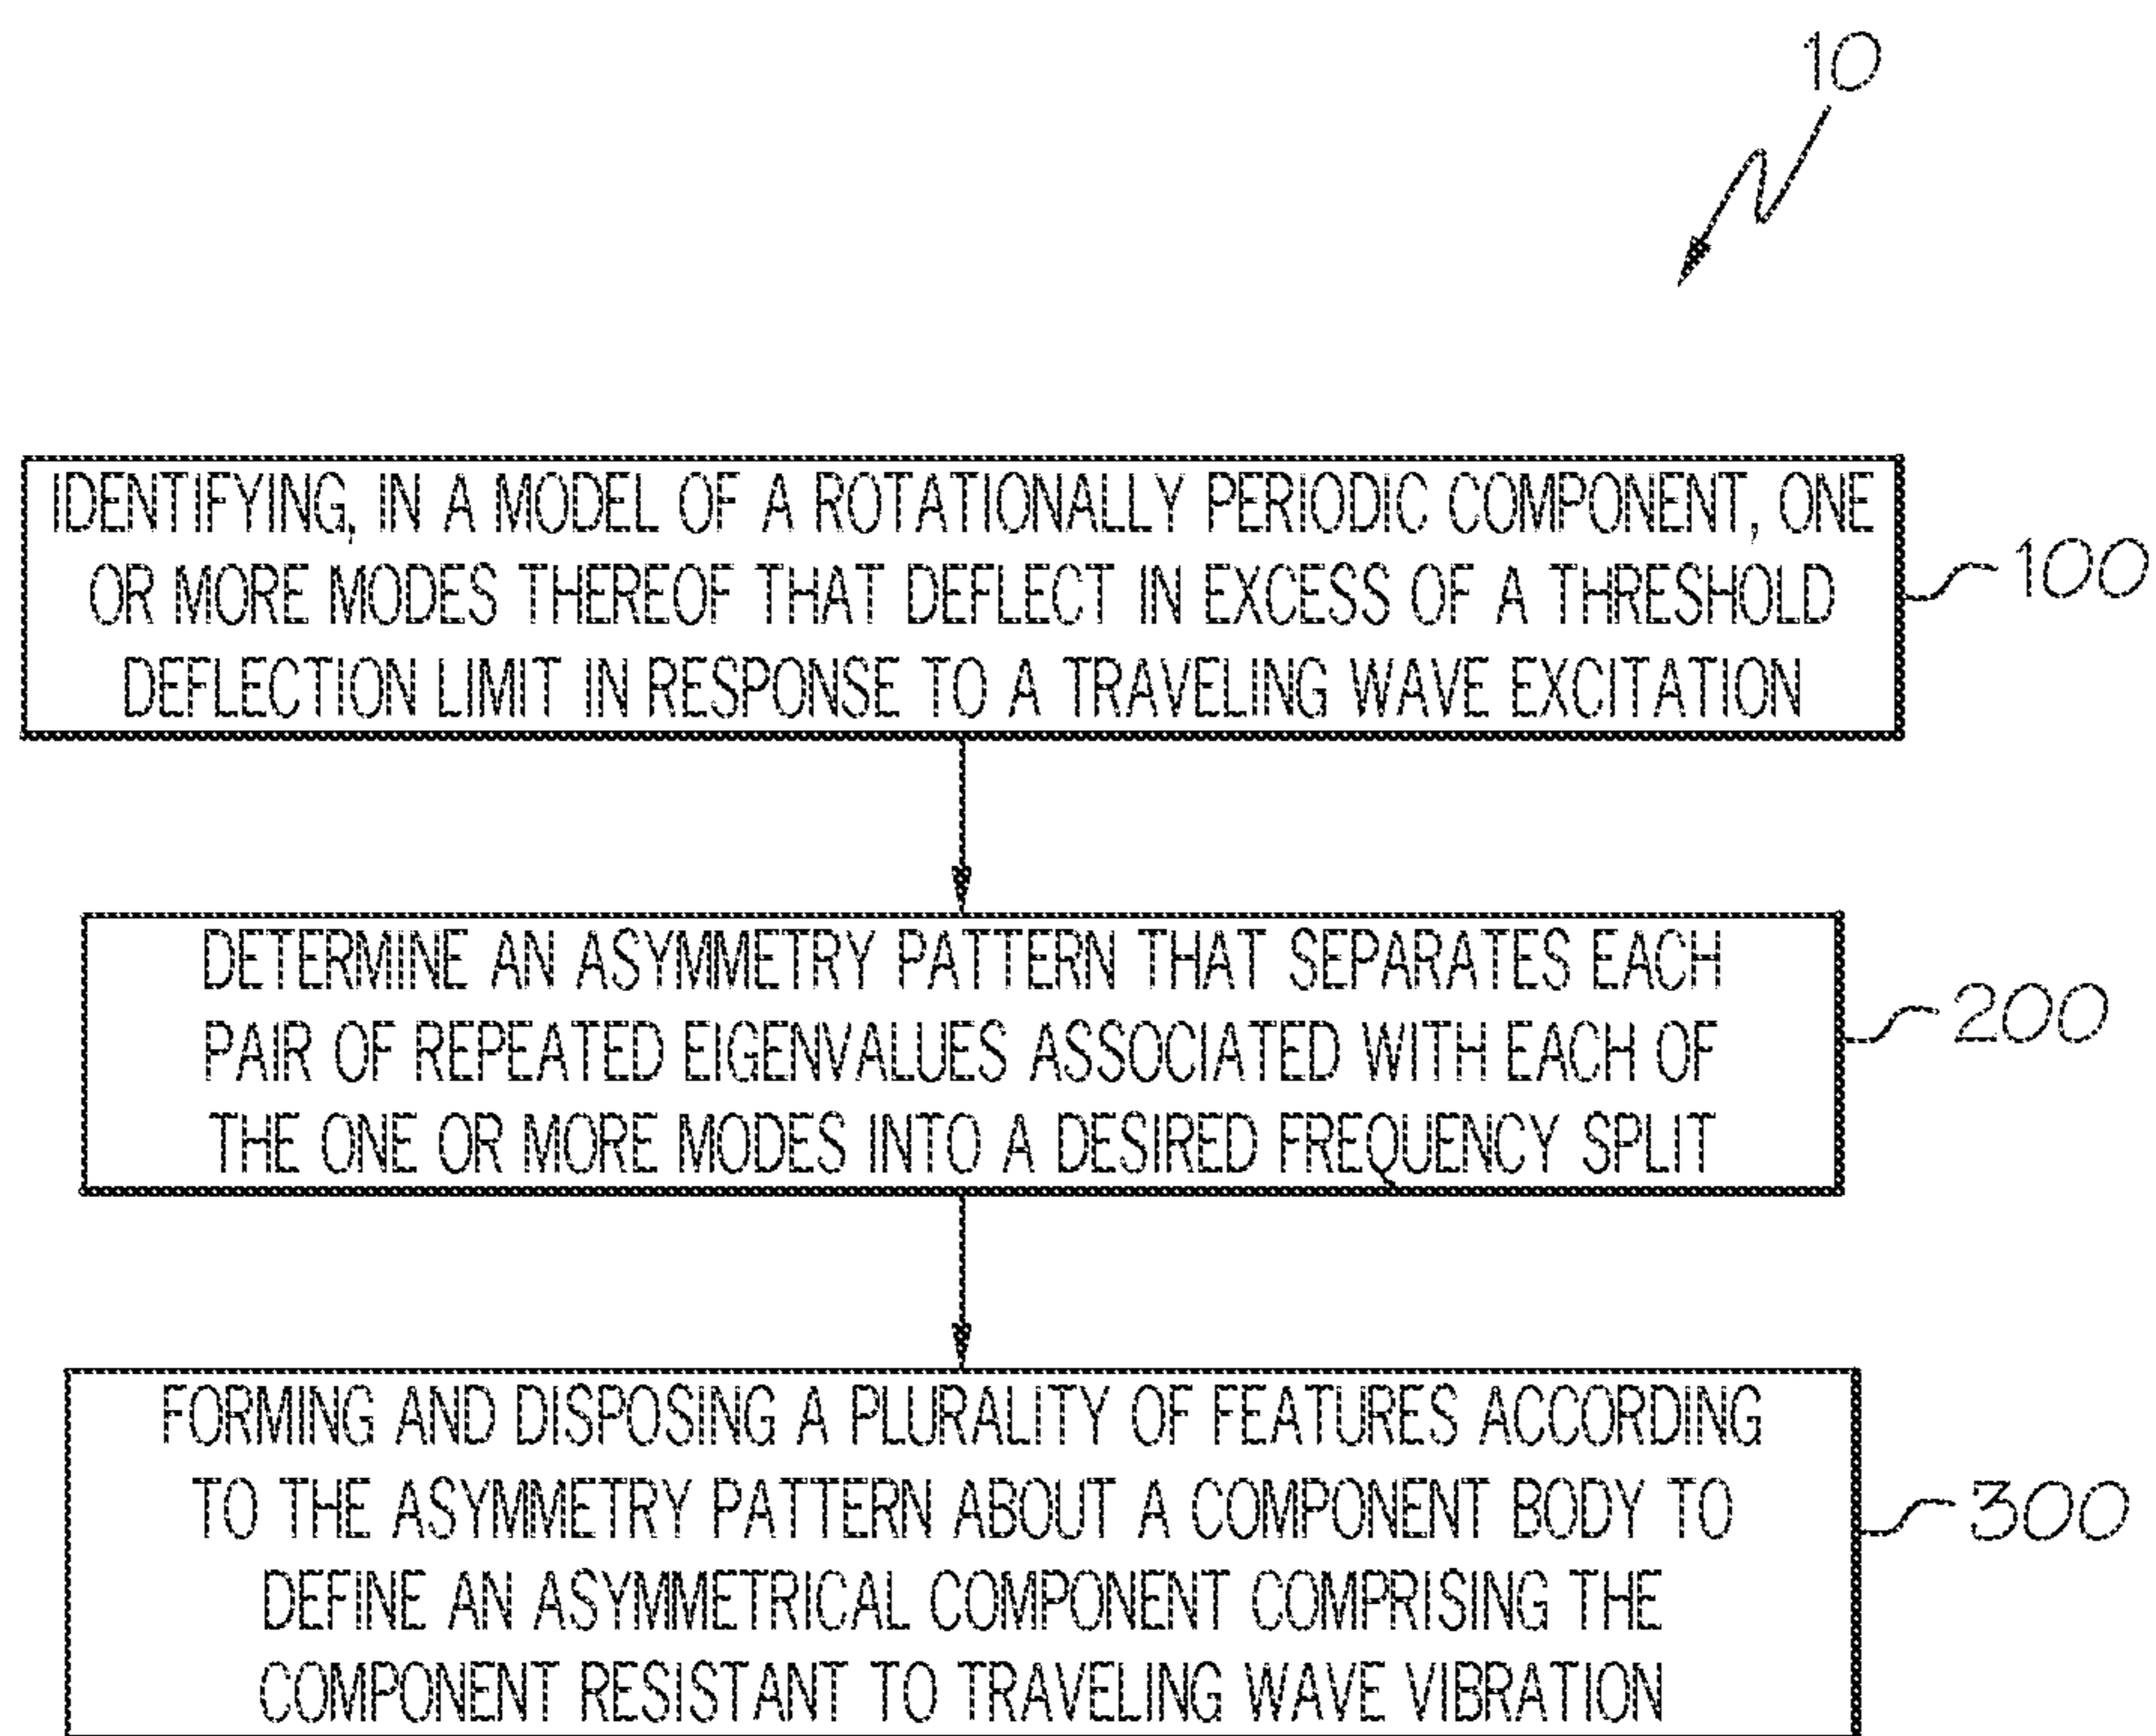 10
IDENTIFYING, IN A MODEL OF A ROTATIONALLY PERIODIC COMPONENT, ONE
OR MORE MODES THEREOF THAT DEFLECT IN EXCESS OF A THRESHOLD
DEFLECTION LIMIT IN RESPONSE TO A TRAVELING WAVE EXCITATION
100
DETERMINE AN ASYMMETRY PATTERN THAT SEPARATES EACH
PAIR OF REPEATED EIGENVALUES ASSOCIATED WITH EACH OF
THE ONE OR MORE MODES INTO A DESIRED FREQUENCY SPLIT
200
FORMING AND DISPOSING A PLURALITY OF FEATURES ACCORDING
TO THE ASYMMETRY PATTERN ABOUT A COMPONENT BODY TO
DEFINE AN ASYMMETRICAL COMPONENT COMPRISING THE
COMPONENT RESISTANT TO TRAVELING WAVE VIBRATION
300